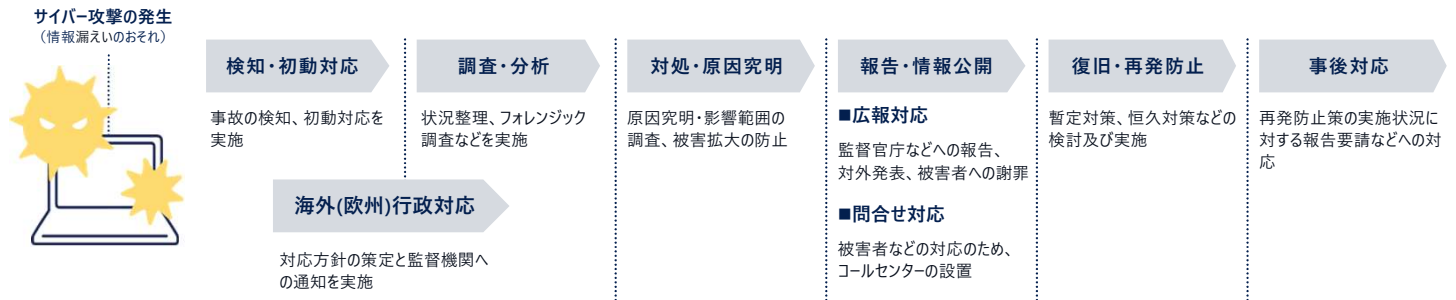 サイバー攻撃の発生
(情報漏えいのおそれ)
検知・初動対応
事故の検知、初動対応を
実施
調査・分析
状況整理、フォレンジック
調査などを実施
海外(欧州)行政対応
対応方針の策定と監督機関へ
の通知を実施
対処・原因究明
原因究明・影響範囲の
調査、被害拡大の防止
報告・情報公開
■広報対応
監督官庁などへの報告、
対外発表、被害者への謝罪
■問合せ対応
被害者などの対応のため、
コールセンターの設置
復旧・再発防止
暫定対策、恒久対策などの
検討及び実施
事後対応
再発防止策の実施状況に
対する報告要請などへの対
応